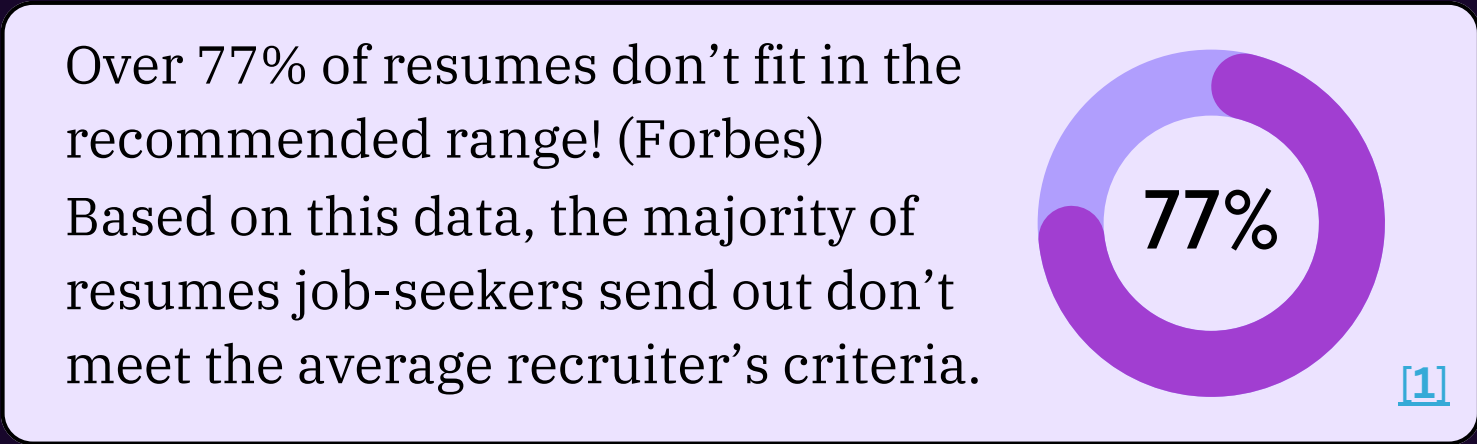 Over 77% of resumes don’t fit in the
recommended range! (Forbes)
Based on this data, the majority of
resumes job-seekers send out don’t
meet the average recruiter’s criteria.
77%
[1]